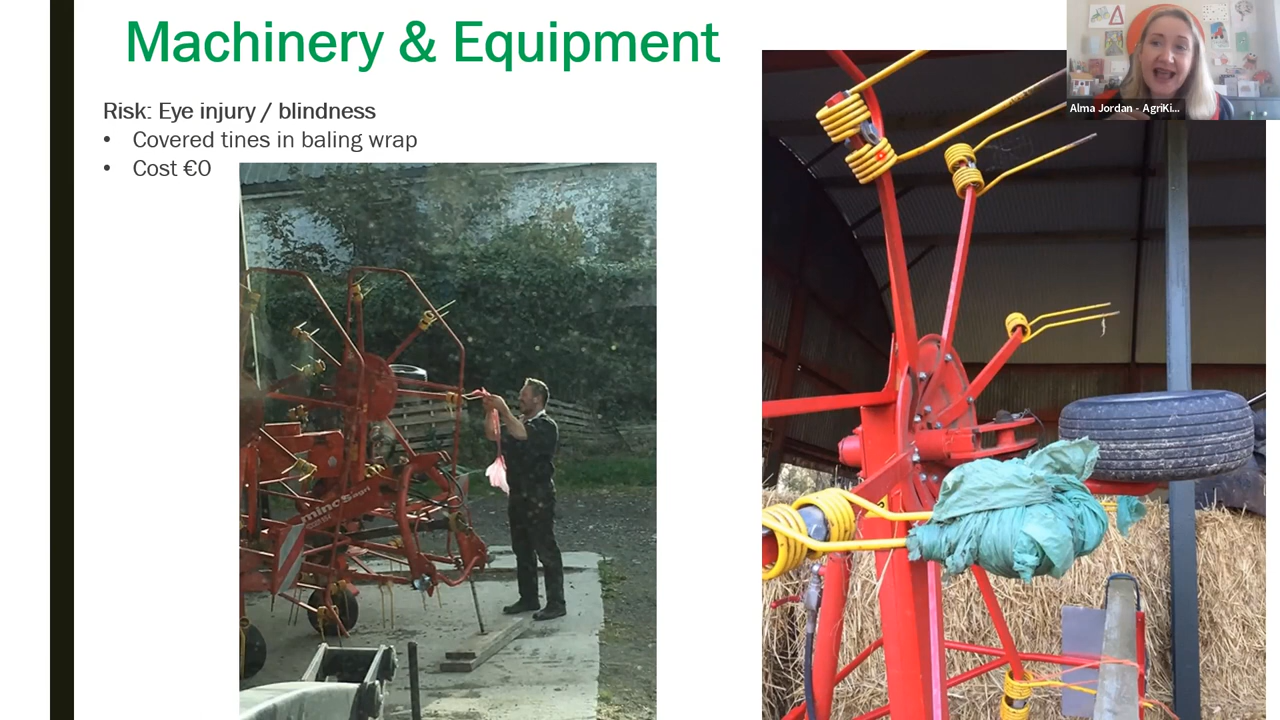 Machinery & Equipment
Alma Jordan - AgriKi...
Risk: Eye injury / blindness
• Covered tines in baling wrap
• Cost €0